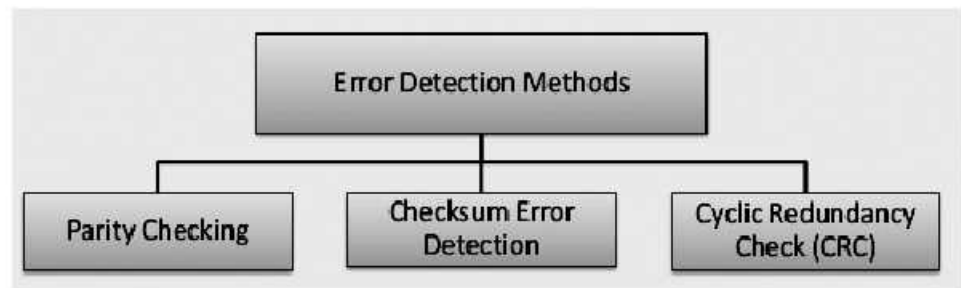 Error Detection Methods
Parity Checking
Checksum Error
Detection
Cyclic Redundancy
Check (CRC)